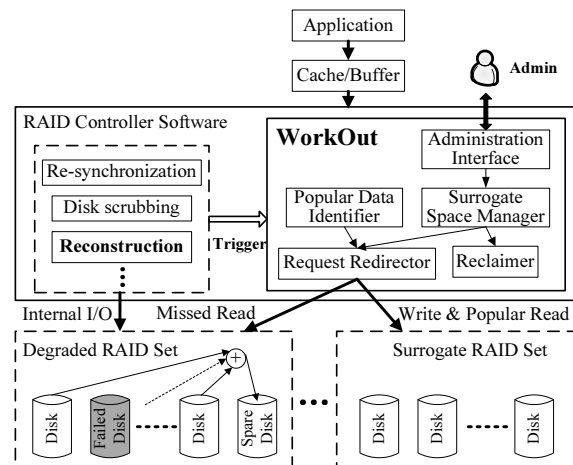 Application
Cache/Buffer
Admin
RAID Controller Software
WorkOut
Re-synchronization
Disk scrubbing
Reconstruction
Trigger
Administration
Interface
Popular Data
Identifier
Surrogate
Space Manager
Request Redirector
Reclaimer
Internal I/O
Missed Read
Write & Popular Read
Degraded RAID Set
Surrogate RAID Set
+
Disk
Failed
Disk
Disk
Spare
Disk
Disk
Disk
Disk